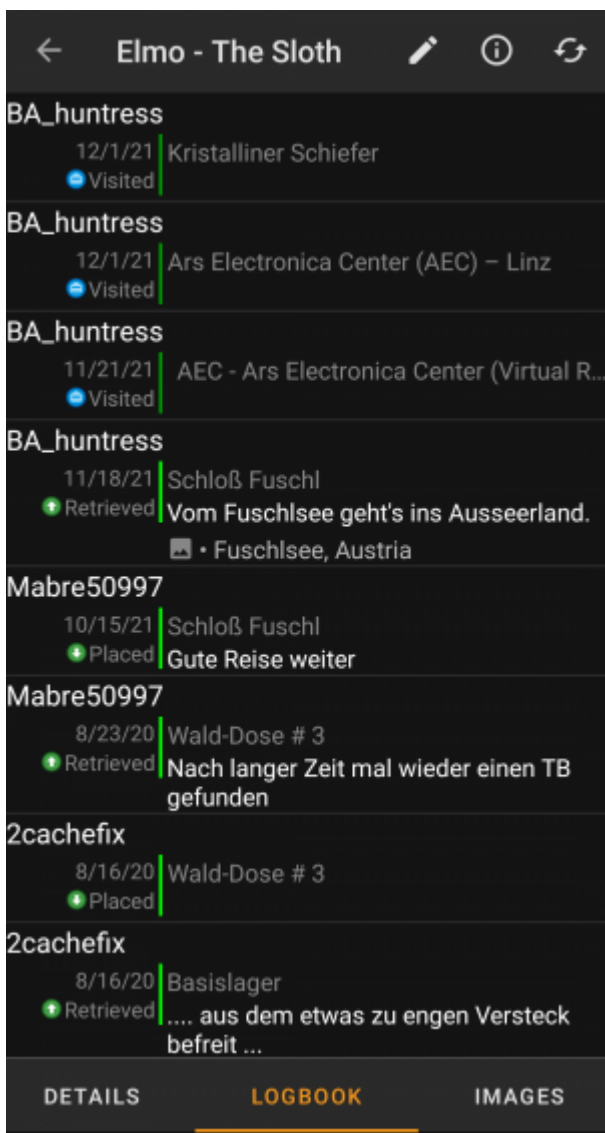 Elmo - The Sloth
BA_huntress
12/1/21 Kristalliner Schiefer
Visited
BA_huntress
12/1/21 Ars Electronica Center (AEC) – Linz
Visited
BA_huntress
11/21/21 AEC - Ars Electronica Center (Virtual R...
Visited
BA_huntress
11/18/21 Schloß Fuschl
Retrieved Vom Fuschlsee geht's ins Ausseerland.
• Fuschlsee, Austria
Mabre50997
10/15/21 Schloß Fuschl
Placed Gute Reise weiter
Mabre50997
8/23/20 Wald-Dose # 3
Retrieved Nach langer Zeit mal wieder einen TB
gefunden
2cachefix
8/16/20 Wald-Dose # 3
Placed
2cachefix
8/16/20 Basislager
Retrieved .... aus dem etwas zu engen Versteck
befreit ...
DETAILS LOGBOOK IMAGES